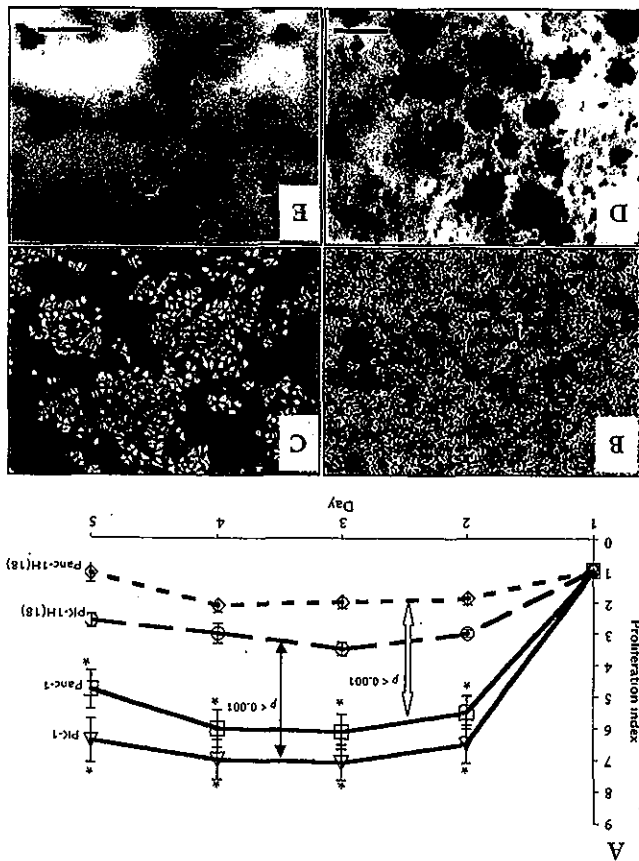 A
Proliferation index
9
8
7
6
5
4
3
2
1
0
PK-1
Panc-1
PK-1H(18)
Panc-1H(18)
p < 0.001
p < 0.001
* * * *
* * * *
1 2 3 4 5
Day
B
C
D
E